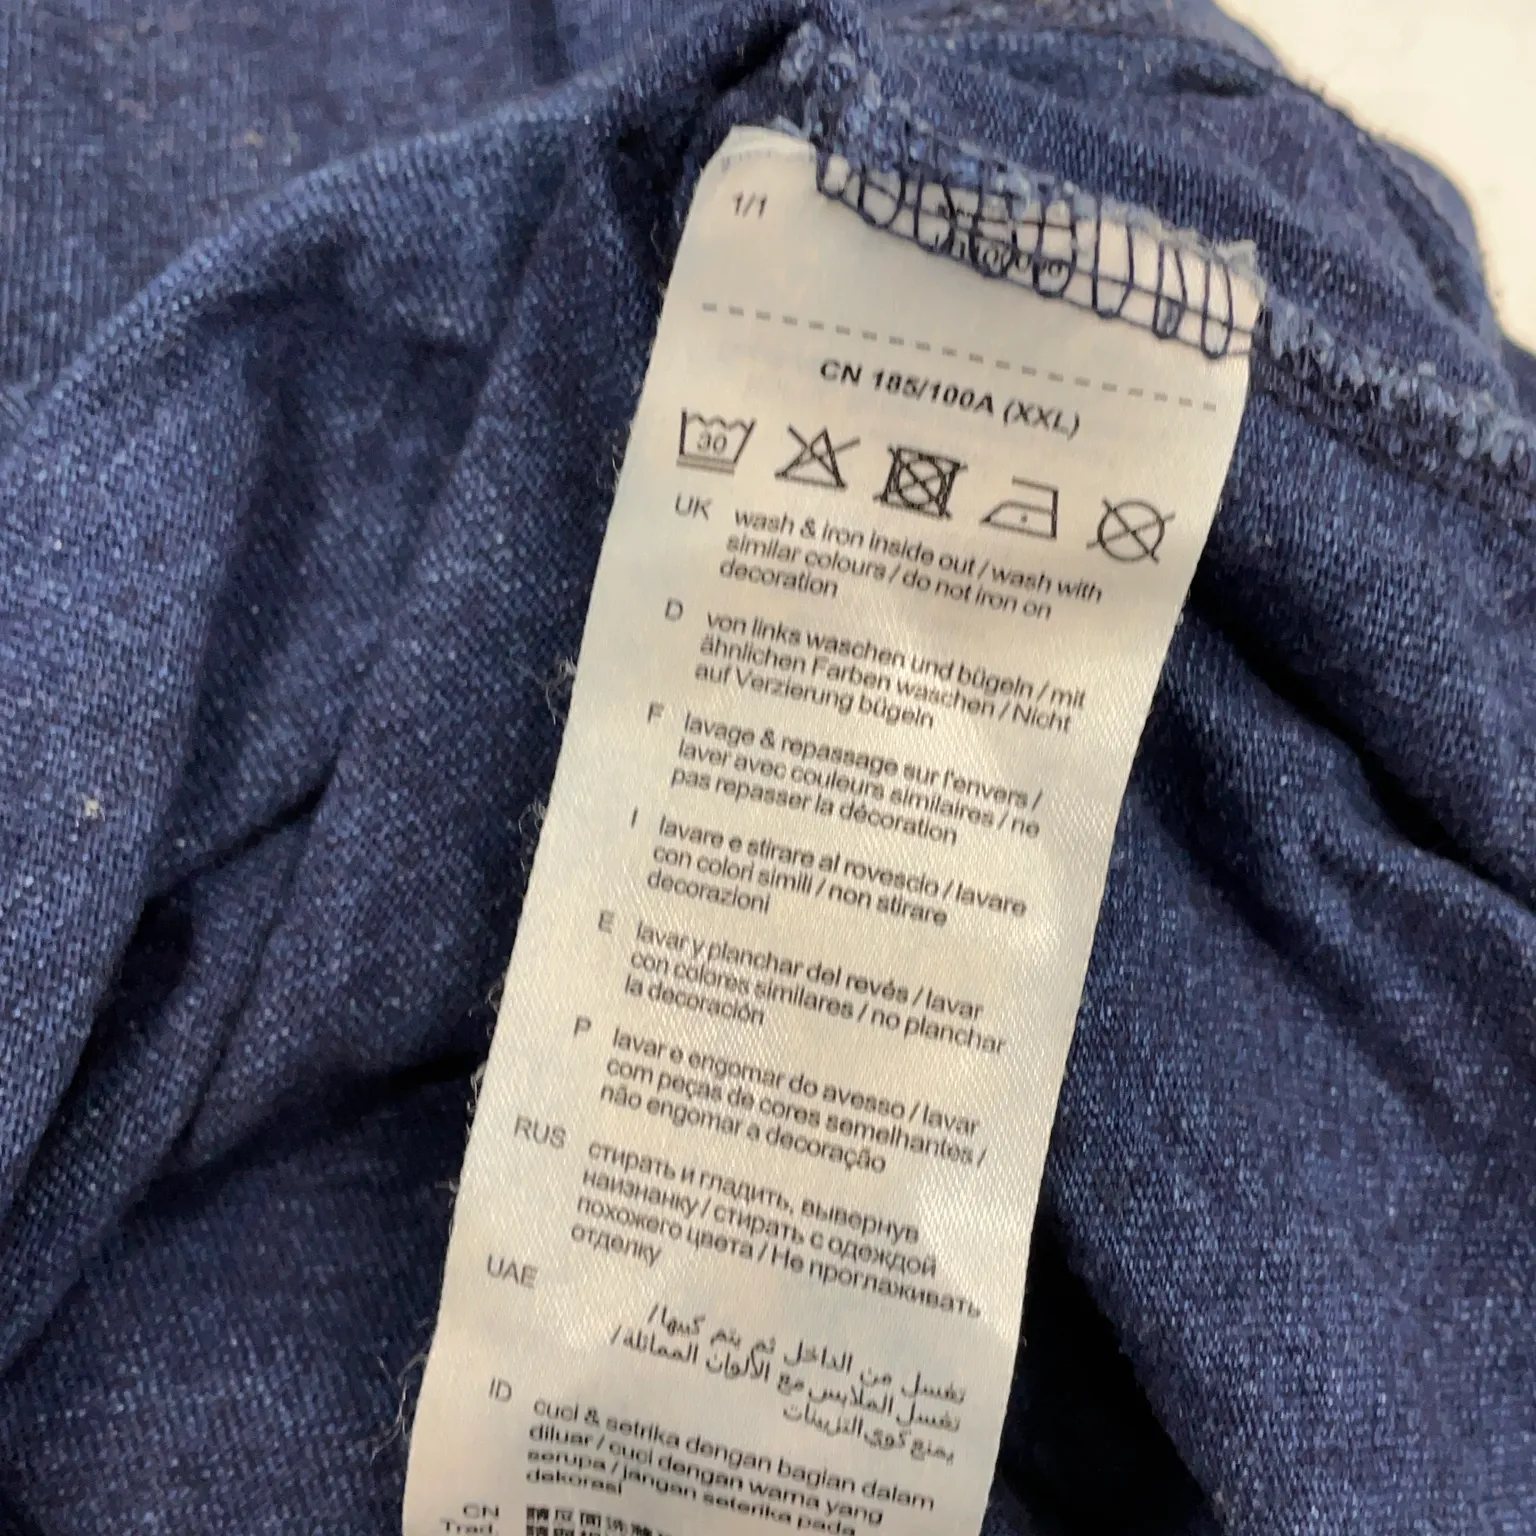 1/1
CN 185/100A (XXL)
30
UK wash & iron inside out / wash with
similar colours / do not iron on
decoration
D von links waschen und bügeln / mit
ähnlichen Farben waschen / Nicht
auf Verzierung bügeln
F lavage & repassage sur l'envers /
laver avec couleurs similaires / ne
pas repasser la décoration
I lavare e stirare al rovescio / lavare
con colori simili / non stirare
decorazioni
E lavar y planchar del revés / lavar
con colores similares / no planchar
la decoración
P lavar e engomar do avesso / lavar
com peças de cores semelhantes /
não engomar a decoração
RUS стирать и гладить, вывернув
наизнанку / стирать с одеждой
похожего цвета / Не проглаживать
отделку
UAE
تغسل من الداخل ثم يتم كيها/
تغسل الملابس مع الألوان المماثلة/
يمنع كوي التزيينات
ID cuci & setrika dengan bagian dalam
diluar / cuci dengan warna yang
serupa / jangan seterika pada
dekorasi
CN
Trad.